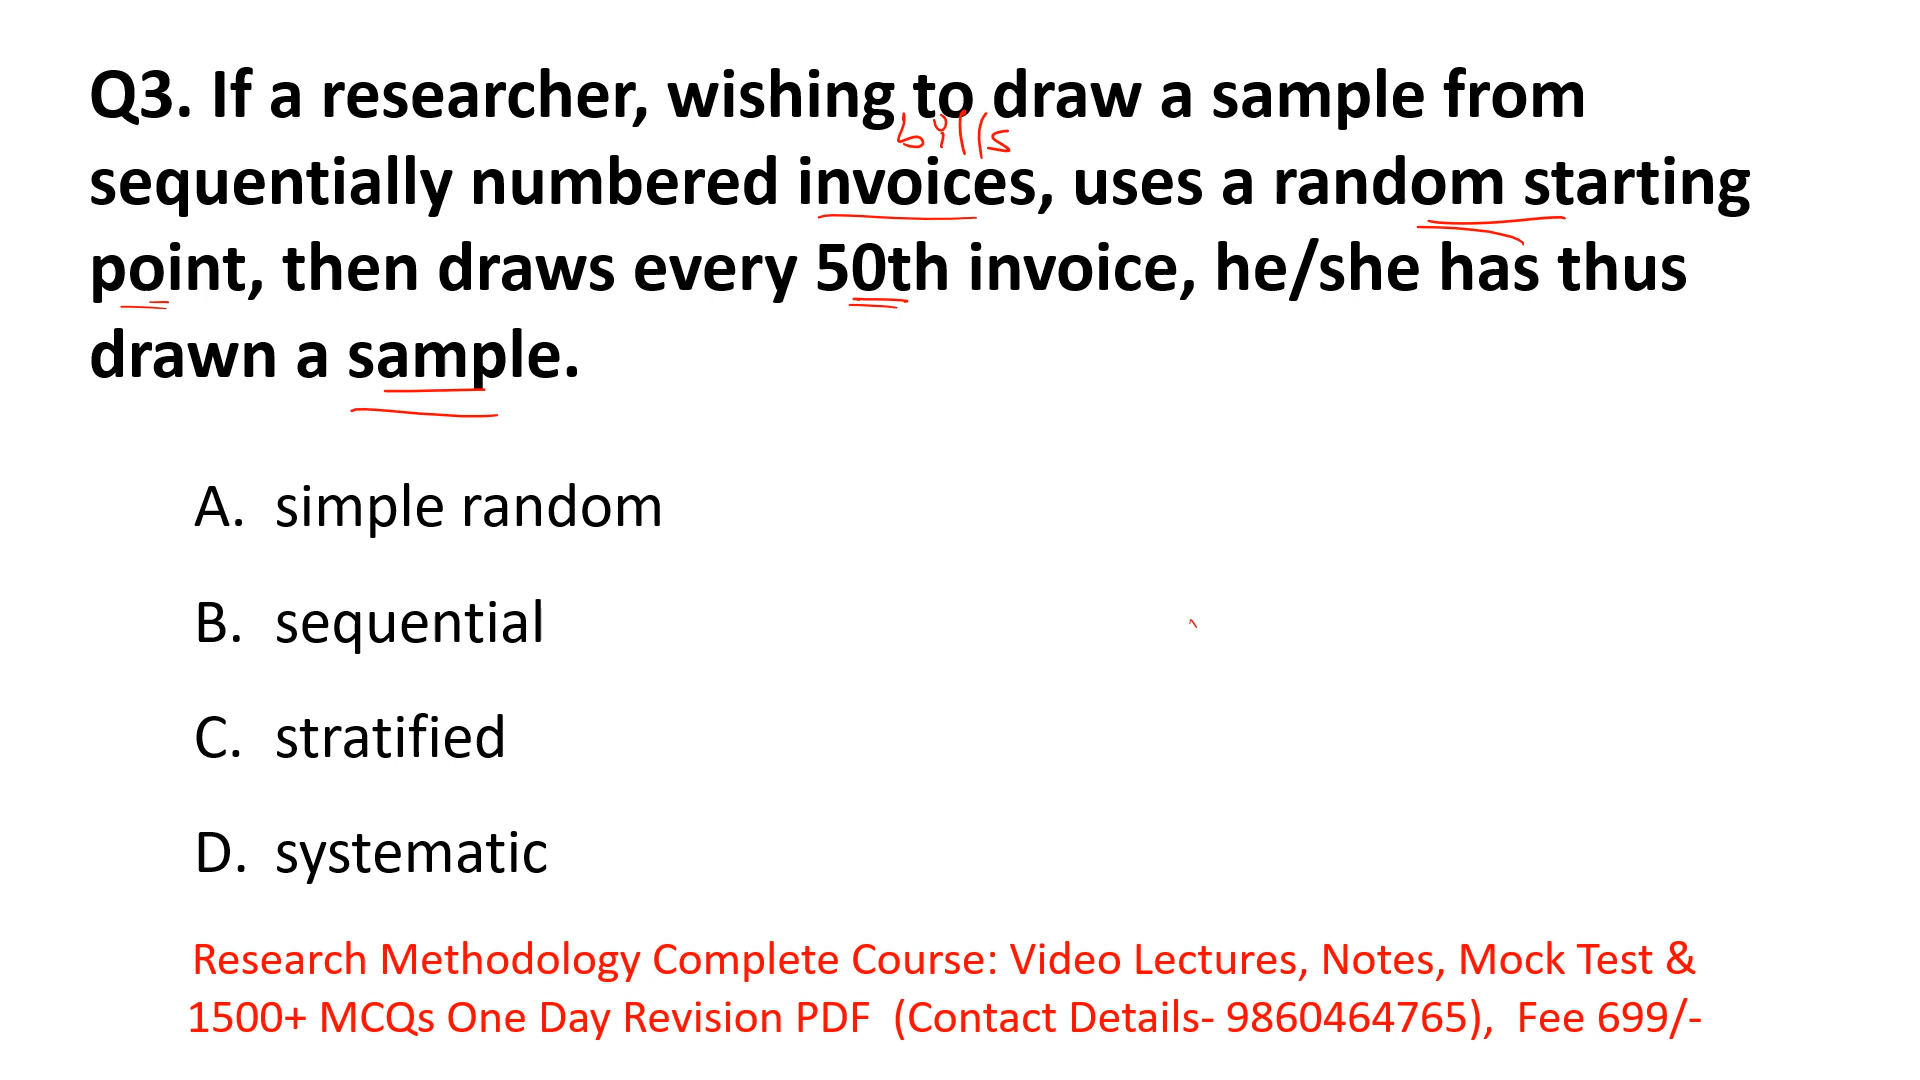 Q3. If a researcher, wishing to draw a sample from
bills
sequentially numbered invoices, uses a random starting
point, then draws every 50th invoice, he/she has thus
drawn a sample.
A. simple random
B. sequential
C. stratified
D. systematic
Research Methodology Complete Course: Video Lectures, Notes, Mock Test &
1500+ MCQs One Day Revision PDF (Contact Details- 9860464765), Fee 699/-